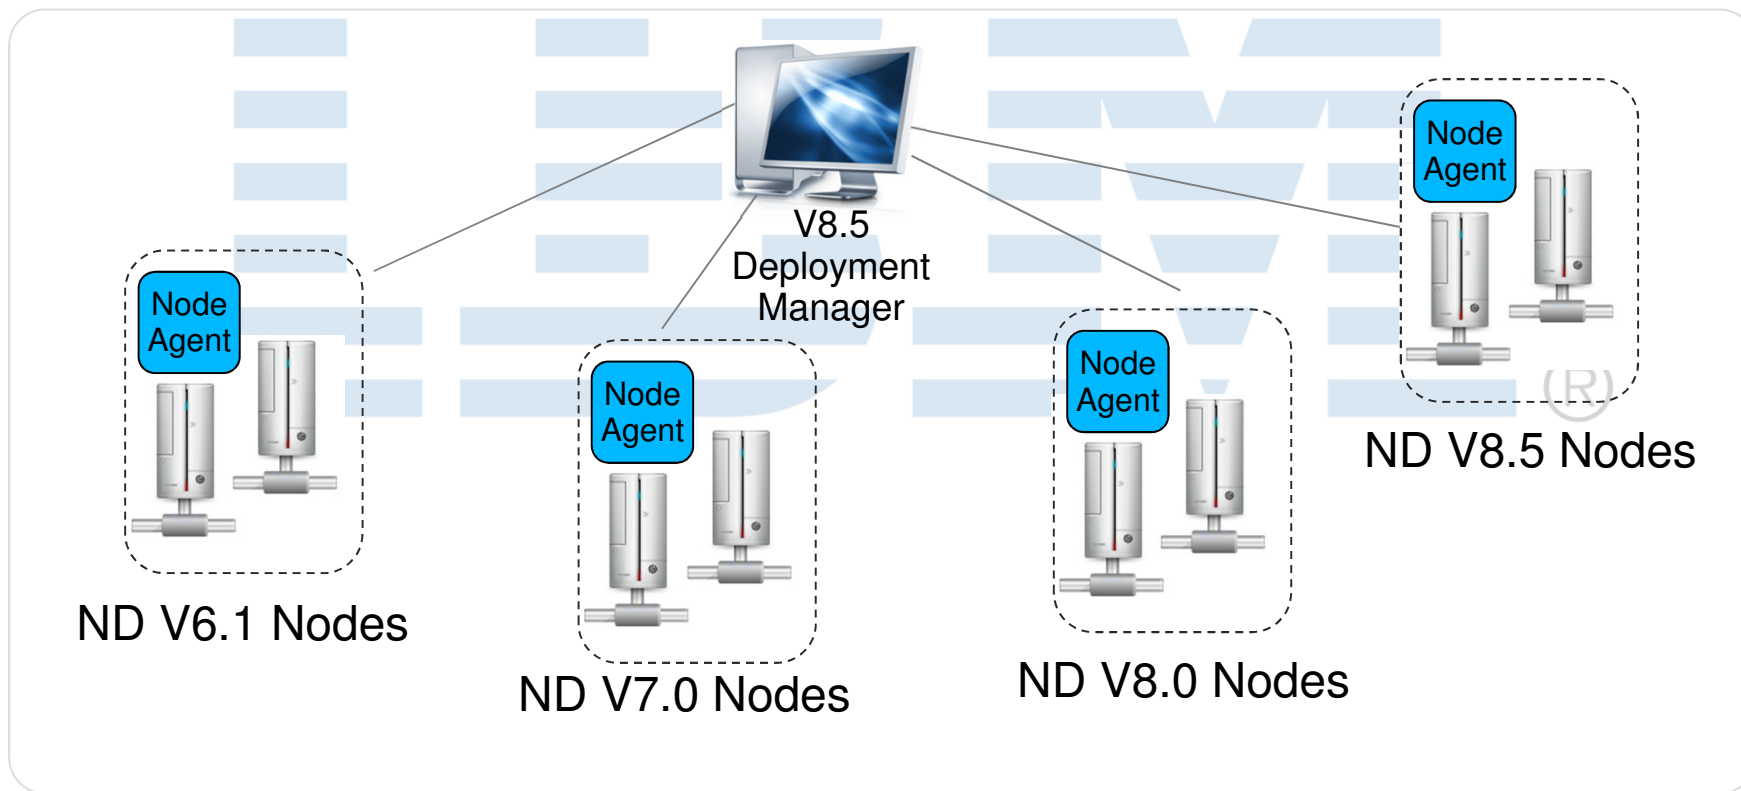 IBM
®
V8.5
Deployment
Manager
Node
Agent
ND V6.1 Nodes
Node
Agent
ND V7.0 Nodes
Node
Agent
ND V8.0 Nodes
Node
Agent
ND V8.5 Nodes